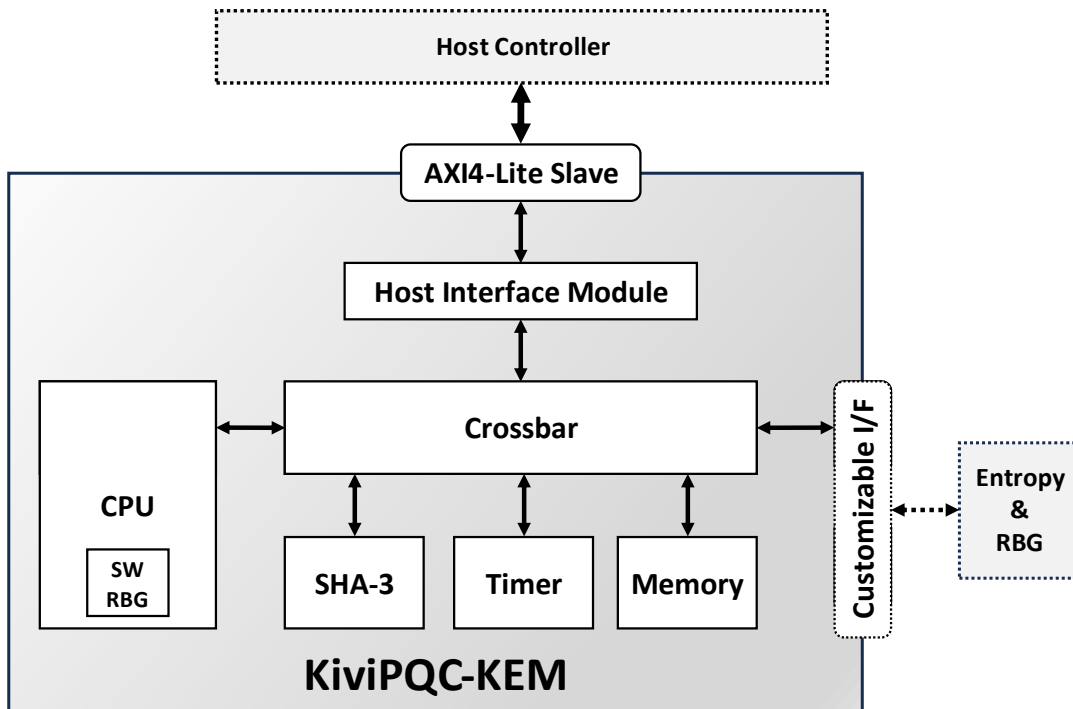 Host Controller
AXI4-Lite Slave
Host Interface Module
Crossbar
CPU
SW
RBG
SHA-3
Timer
Memory
Customizable I/F
Entropy
&
RBG
KiviPQC-KEM